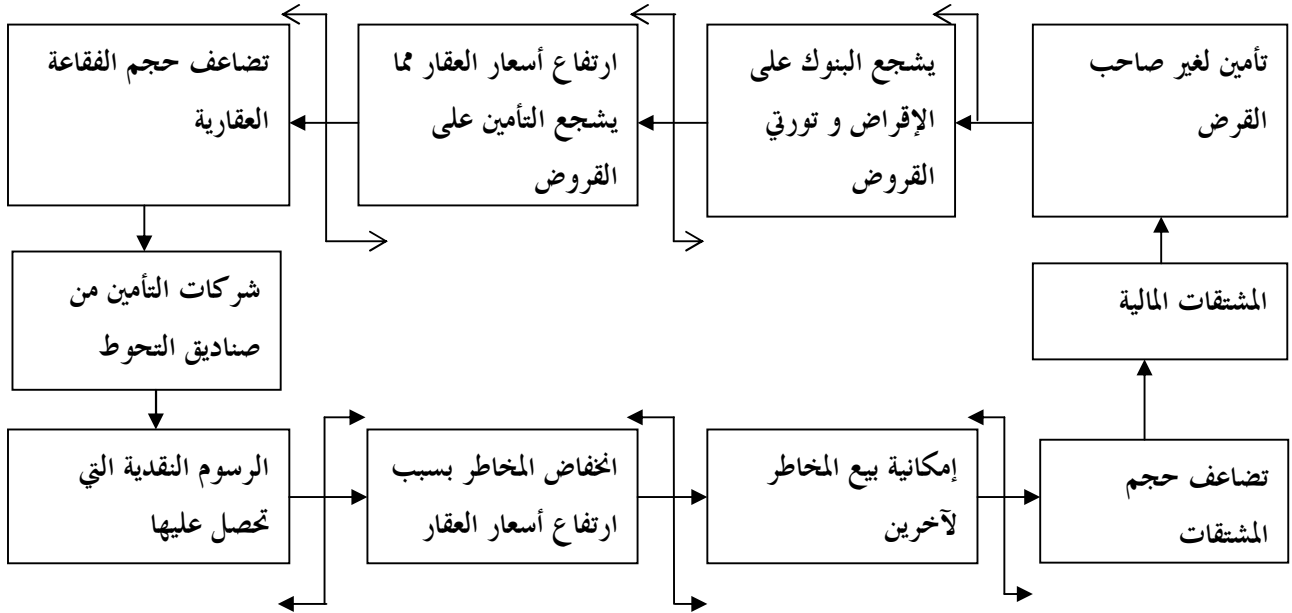 تأمين لغير صاحب
القرض
يشجع البنوك على
الإقراض و تورتي
القروض
ارتفاع أسعار العقار مما
يشجع التأمين على
القروض
تضاعف حجم الفقاعة
العقارية
المشتقات المالية
شركات التأمين من
صناديق التحوط
تضاعف حجم
المشتقات
إمكانية بيع المخاطر
لآخرين
انخفاض المخاطر بسبب
ارتفاع أسعار العقار
الرسوم النقدية التي
تحصل عليها